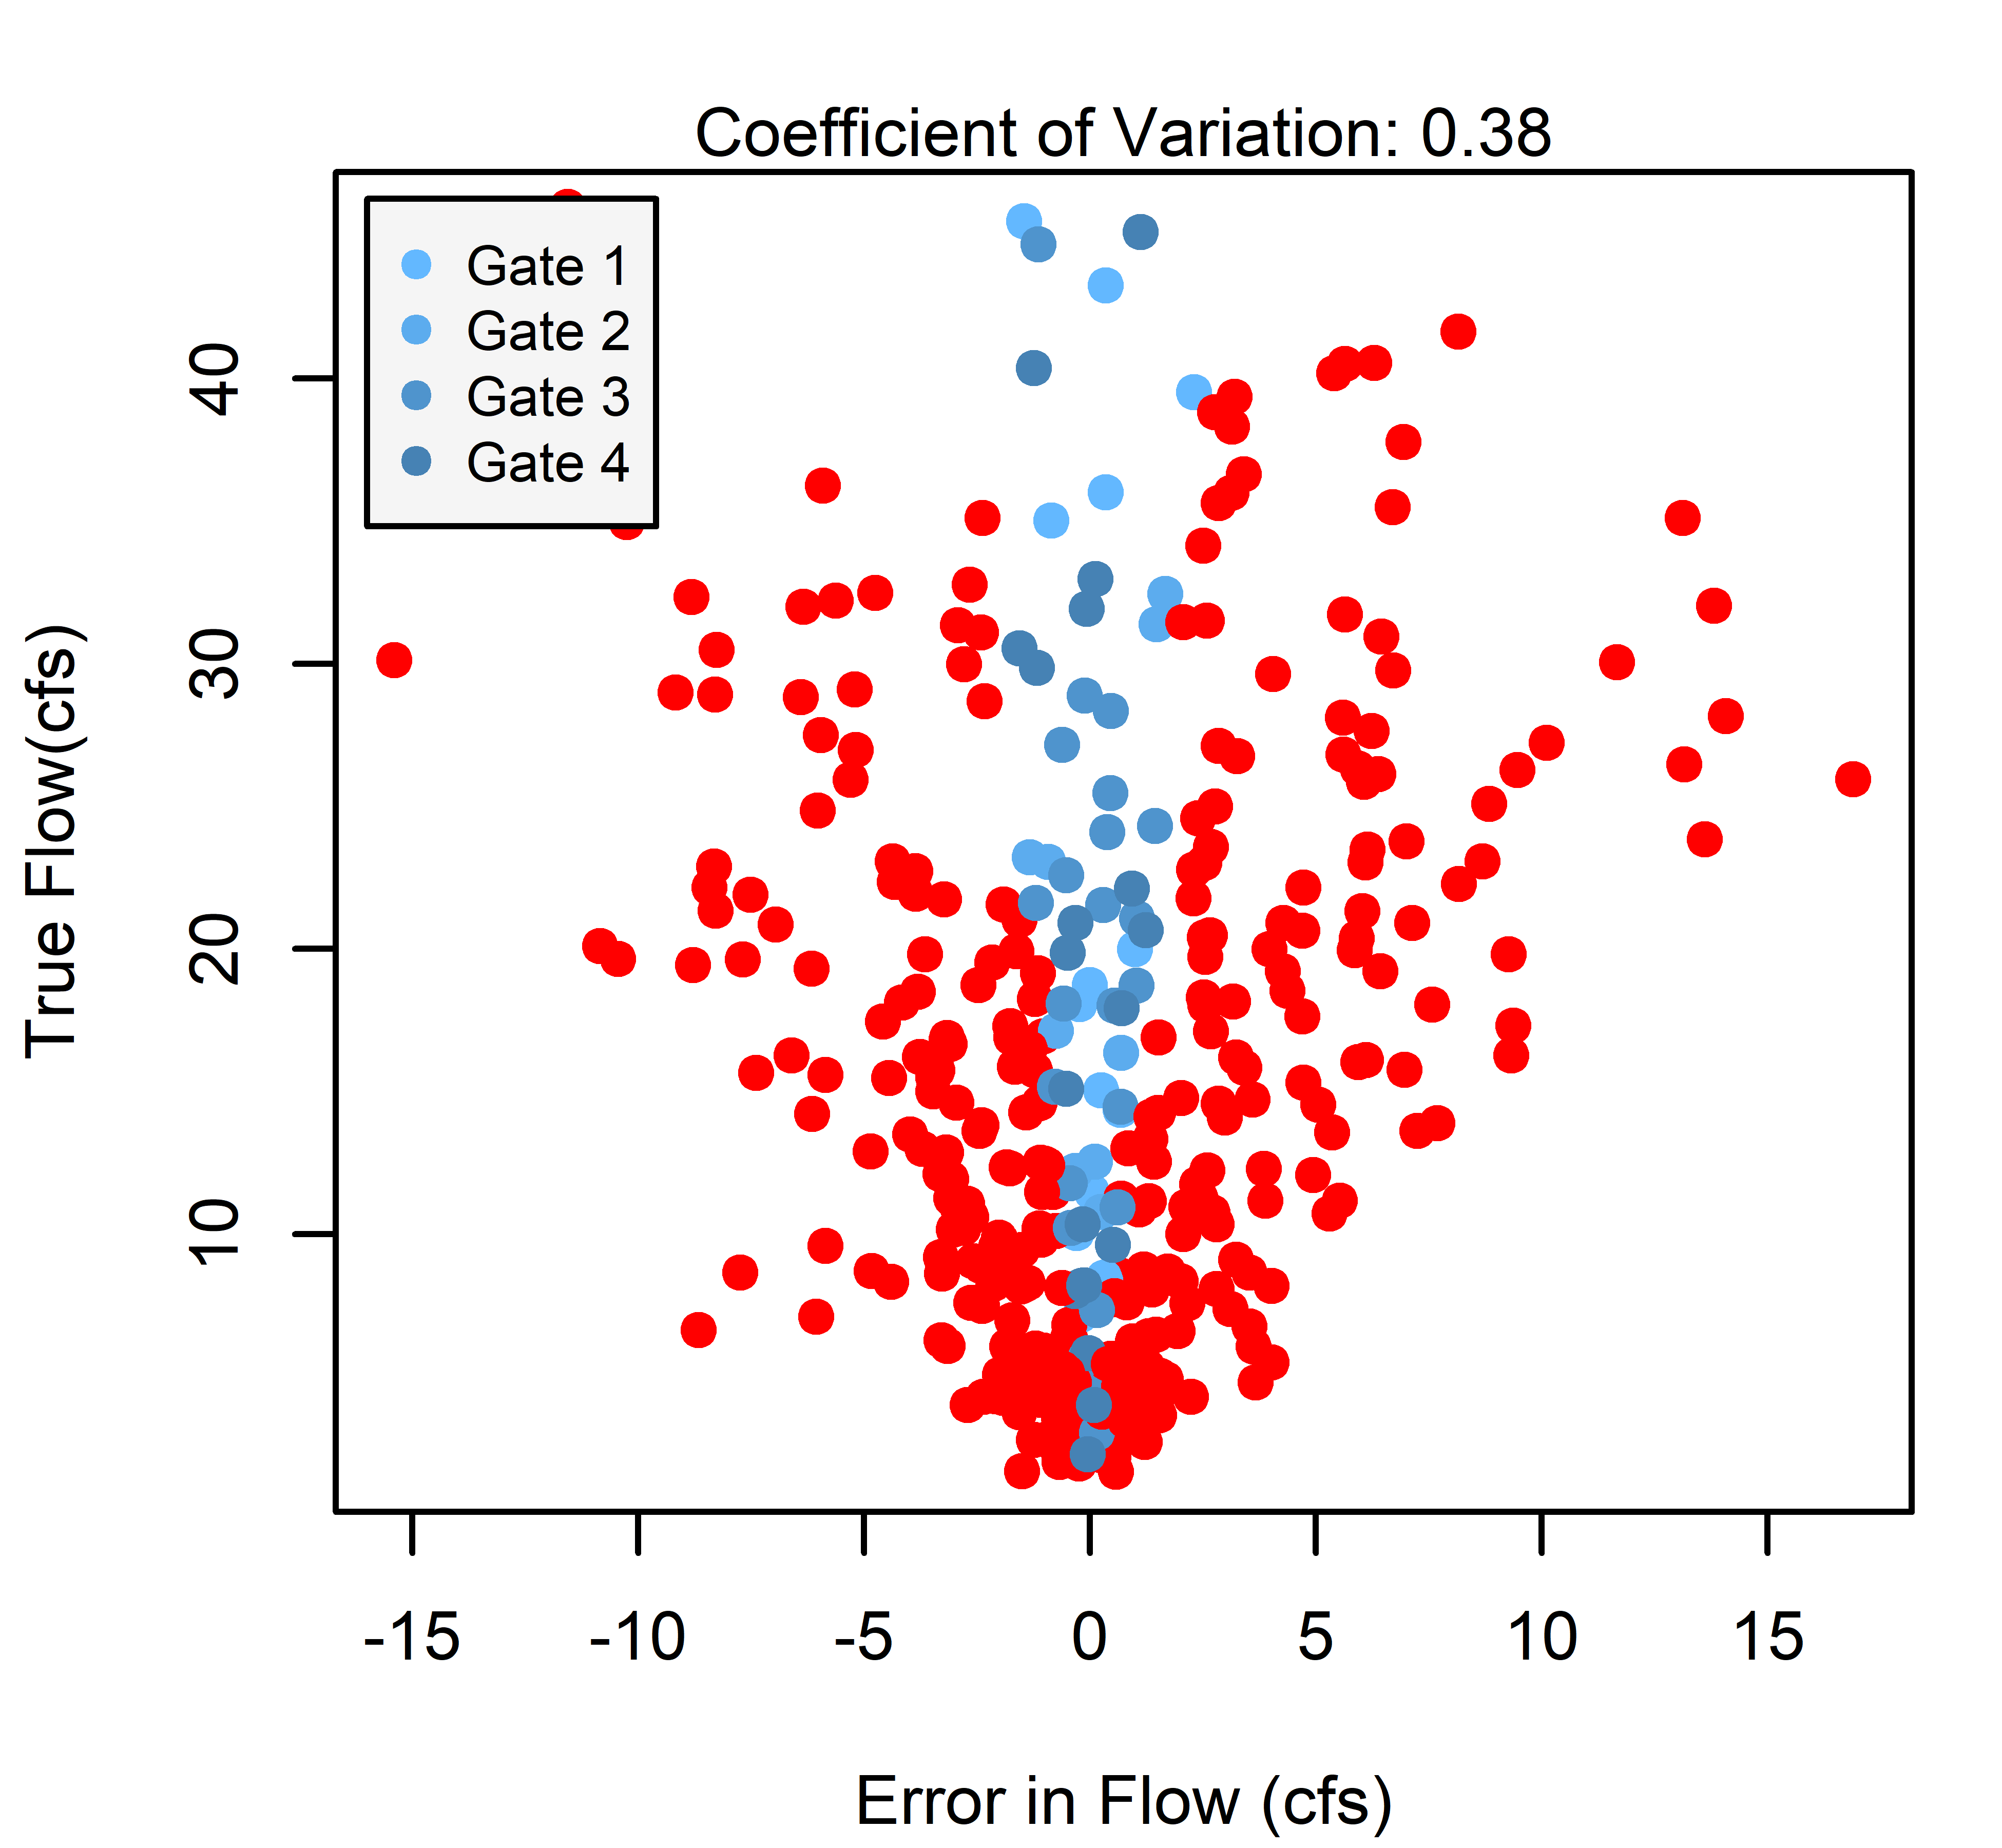 Coefficient of Variation: 0.38
Gate 1
Gate 2
Gate 3
Gate 4
True Flow(cfs)
40
30
20
10
-15 -10 -5 0 5 10 15
Error in Flow (cfs)